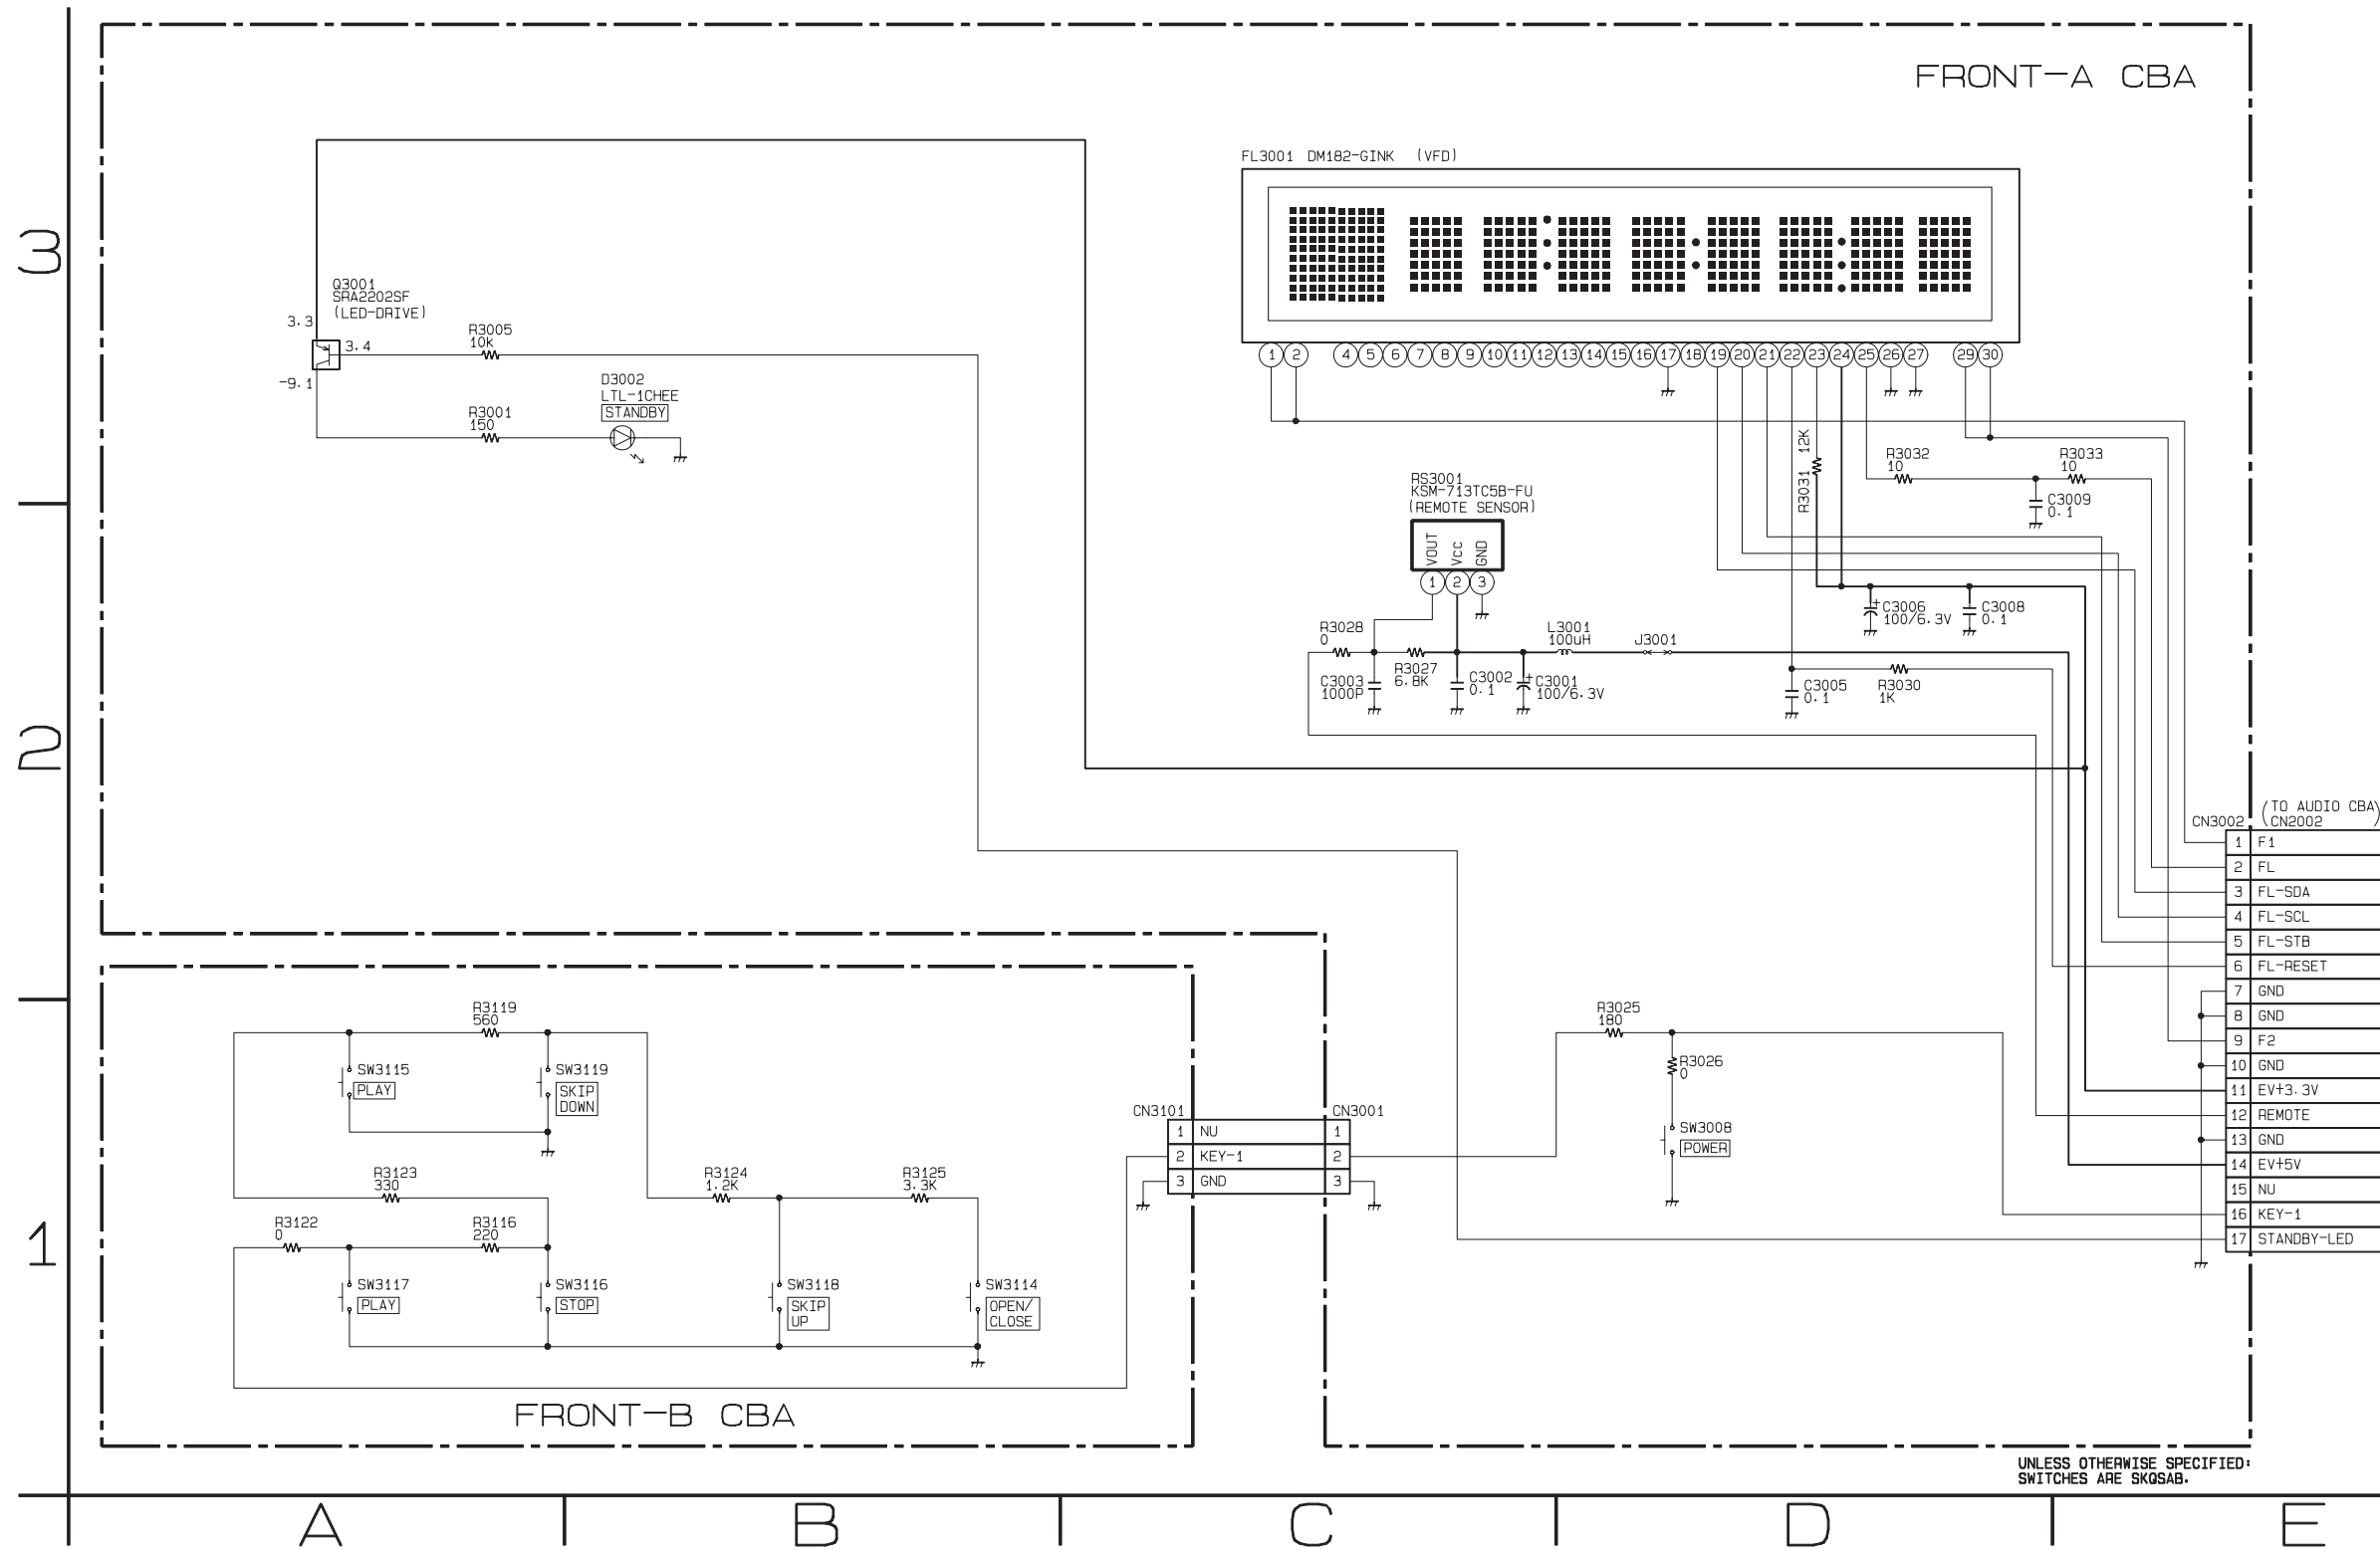 FRONT-A CBA
3
FL3001 DM182-GINK (VFD)
Q3001
SRA2202SF
(LED-DRIVE)
3.3
3.4
-9.1
R3005
10K
D3002
LTL-1CHEE
STANDBY
R3001
150
1 2 4 5 6 7 8 9 10 11 12 13 14 15 16 17 18 19 20 21 22 23 24 25 26 27 29 30
R3031 12K
R3032
10
R3033
10
C3009
0.1
RS3001
KSM-713TC5B-FU
(REMOTE SENSOR)
VOUT
Vcc
GND
1 2 3
C3006
+
100/6.3V
C3008
0.1
R3028
0
L3001
100uH
J3001
C3003
1000P
R3027
6.8K
C3002
0.1
C3001
+
100/6.3V
C3005
0.1
R3030
1K
2
(TO AUDIO CBA)
CN3002
CN2002
1 F1
2 FL
3 FL-SDA
4 FL-SCL
5 FL-STB
6 FL-RESET
7 GND
8 GND
9 F2
10 GND
11 EV+3.3V
12 REMOTE
13 GND
14 EV+5V
15 NU
16 KEY-1
17 STANDBY-LED
R3119
560
SW3115
PLAY
SW3119
SKIP
DOWN
R3025
180
R3026
0
SW3008
POWER
CN3101
CN3001
1 NU 1
2 KEY-1 2
3 GND 3
R3123
330
R3124
1.2K
R3125
3.3K
R3122
0
R3116
220
1
SW3117
PLAY
SW3116
STOP
SW3118
SKIP
UP
SW3114
OPEN/
CLOSE
FRONT-B CBA
UNLESS OTHERWISE SPECIFIED:
SWITCHES ARE SKQSAB.
A B C D E